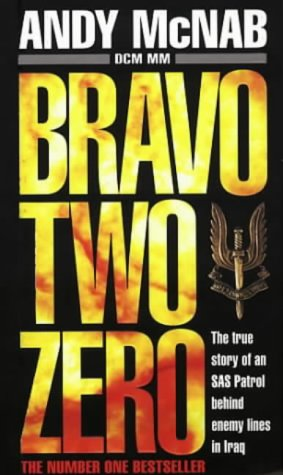 ANDY McNAB
DCM MM
BRAVO
TWO
ZERO
The true
story of an
SAS Patrol
behind
enemy lines
in Iraq
THE NUMBER ONE BESTSELLER